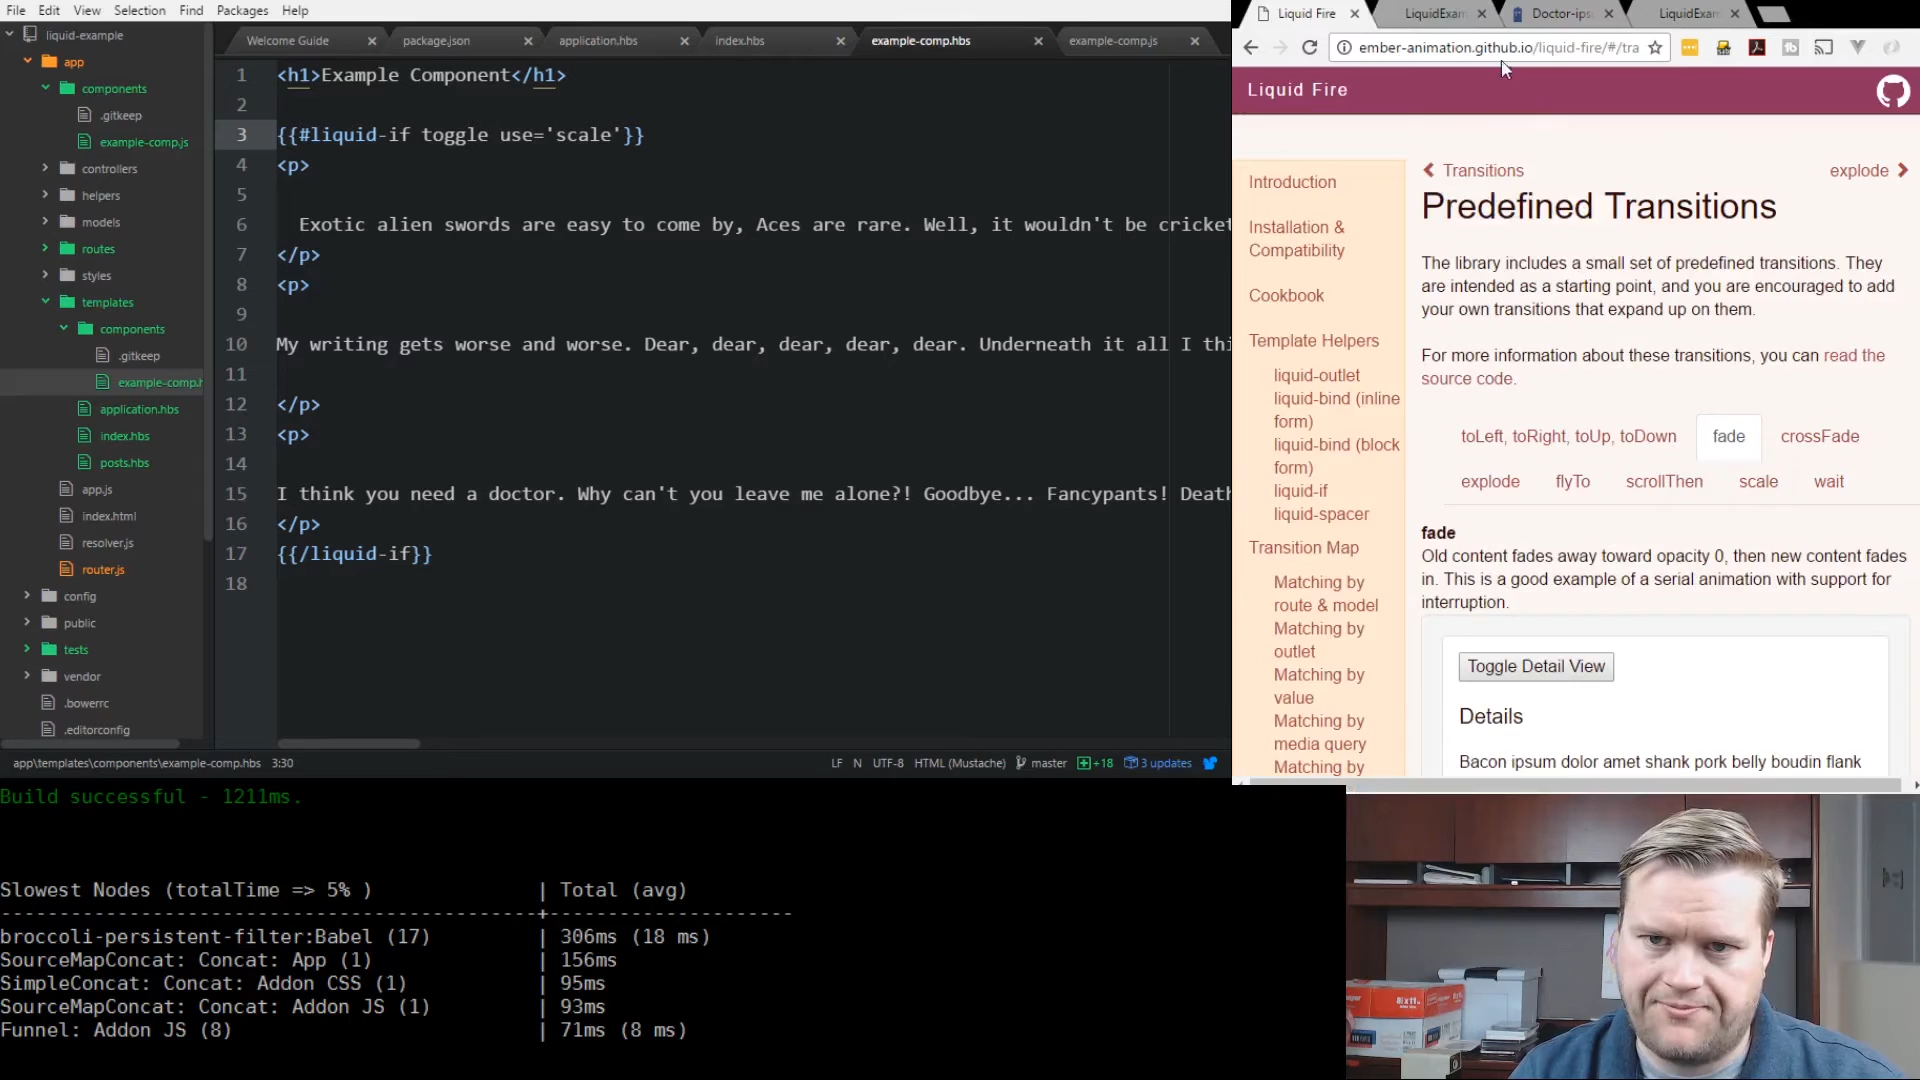 File Edit View Selection Find Packages Help
liquid-example
app
components
.gitkeep
example-comp.js
controllers
helpers
models
routes
styles
templates
components
.gitkeep
example-comp.h
application.hbs
index.hbs
posts.hbs
app.js
index.html
resolver.js
router.js
config
public
tests
vendor
.bowerrc
.editorconfig
Welcome Guide package.json application.hbs index.hbs example-comp.hbs example-comp.js
1 <h1>Example Component</h1>
2
3 {{#liquid-if toggle use='scale'}}
4 <p>
5
6 Exotic alien swords are easy to come by, Aces are rare. Well, it wouldn't be cricket
7 </p>
8 <p>
9
10 My writing gets worse and worse. Dear, dear, dear, dear, dear. Underneath it all I thi
11
12 </p>
13 <p>
14
15 I think you need a doctor. Why can't you leave me alone?! Goodbye... Fancypants! Death
16 </p>
17 {{/liquid-if}}
18
app\templates\components\example-comp.hbs 3:30 LF N UTF-8 HTML (Mustache) master +18 3 updates
Build successful - 1211ms.
Slowest Nodes (totalTime => 5% ) | Total (avg)
----------------------------------------------+----------------------
broccoli-persistent-filter:Babel (17) | 306ms (18 ms)
SourceMapConcat: Concat: App (1) | 156ms
SimpleConcat: Concat: Addon CSS (1) | 95ms
SourceMapConcat: Concat: Addon JS (1) | 93ms
Funnel: Addon JS (8) | 71ms (8 ms)
Liquid Fire LiquidExam Doctor-ips LiquidExam
ember-animation.github.io/liquid-fire/#/tra
Liquid Fire
Introduction
Installation &
Compatibility
Cookbook
Template Helpers
liquid-outlet
liquid-bind (inline
form)
liquid-bind (block
form)
liquid-if
liquid-spacer
Transition Map
Matching by
route & model
Matching by
outlet
Matching by
value
Matching by
media query
Matching by
Transitions explode
Predefined Transitions
The library includes a small set of predefined transitions. They
are intended as a starting point, and you are encouraged to add
your own transitions that expand up on them.
For more information about these transitions, you can read the
source code.
toLeft, toRight, toUp, toDown fade crossFade
explode flyTo scrollThen scale wait
fade
Old content fades away toward opacity 0, then new content fades
in. This is a good example of a serial animation with support for
interruption.
Toggle Detail View
Details
Bacon ipsum dolor amet shank pork belly boudin flank